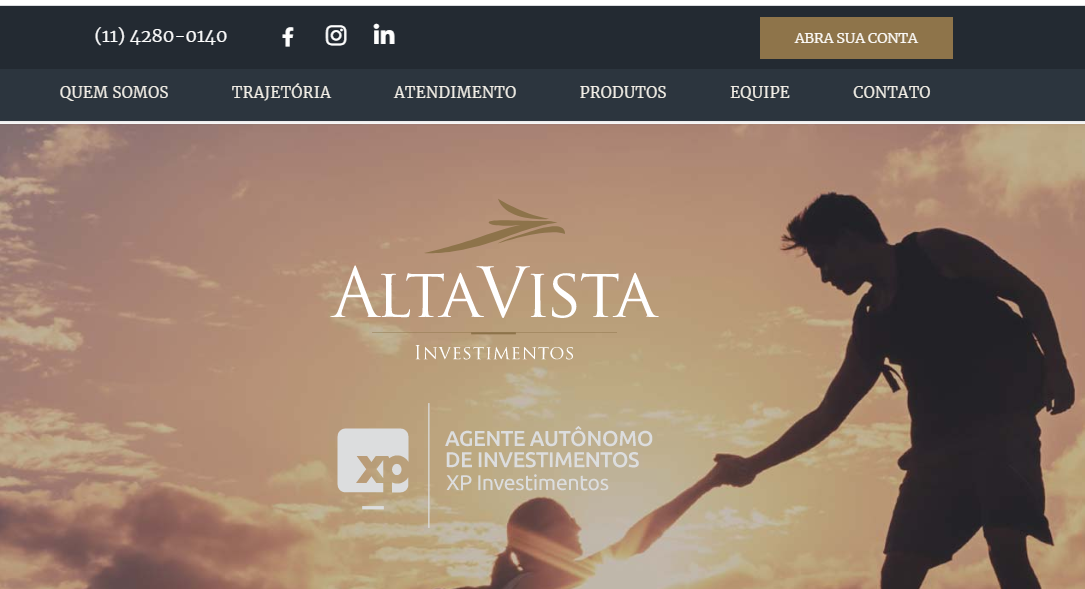 (11) 4280-0140
ABRA SUA CONTA
QUEM SOMOS
TRAJETÓRIA
ATENDIMENTO
PRODUTOS
EQUIPE
CONTATO
ALTAVISTA
INVESTIMENTOS
xp
AGENTE AUTÔNOMO
DE INVESTIMENTOS
XP Investimentos